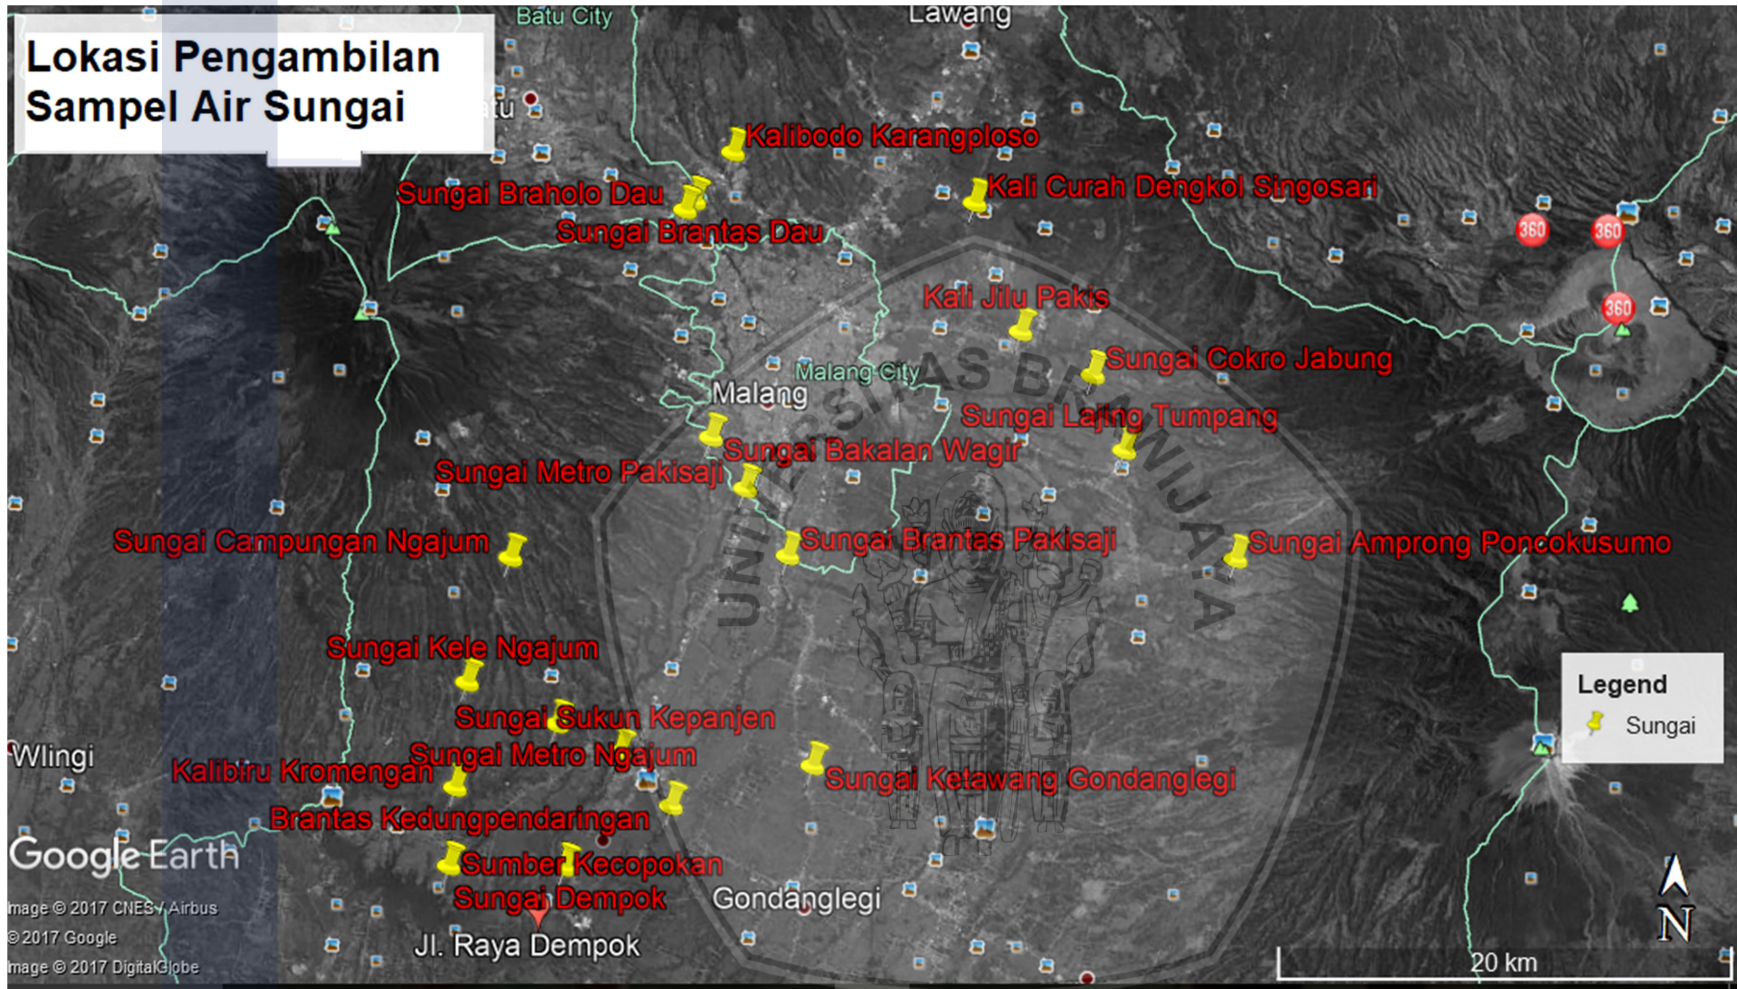 Batu City
Lawang
Lokasi Pengambilan
Sampel Air Sungai
atu
Kalibodo Karangploso
Sungai Braholo Dau
Kali Curah Dengkol Singosari
Sungai Brantas Dau
360
360
Kali Jilu Pakis
360
Sungai Cokro Jabung
Malang City
Malang
Sungai Lajing Tumpang
Sungai Bakalan Wagir
Sungai Metro Pakisaji
Sungai Campungan Ngajum
Sungai Brantas Pakisaji
Sungai Amprong Poncokusumo
UNIVERSITAS BRAWIJAYA
Sungai Kele Ngajum
Legend
Sungai
Sungai Sukun Kepanjen
Sungai Metro Ngajum
Wlingi
Kalibiru Kromengan
Sungai Ketawang Gondanglegi
Brantas Kedungpendaringan
Google Earth
Sumber Kecopokan
Sungai Dempok
Gondanglegi
Image © 2017 CNES / Airbus
© 2017 Google
Image © 2017 DigitalGlobe
Jl. Raya Dempok
N
20 km